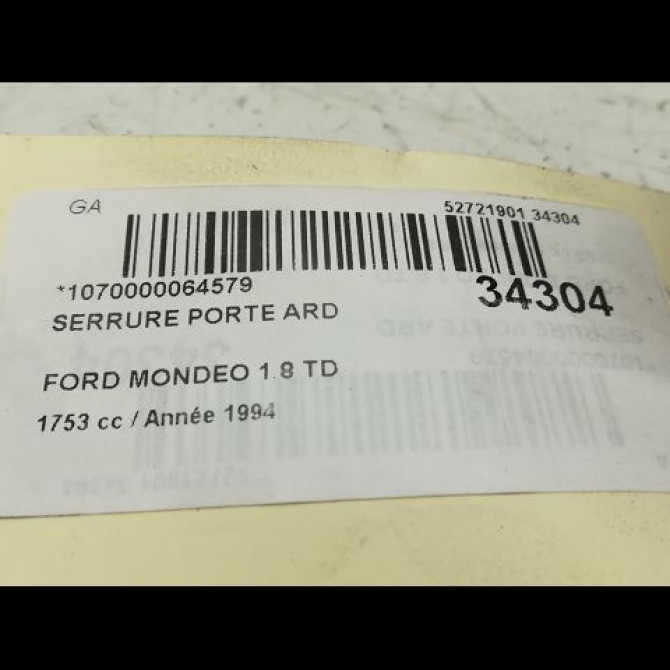 GA
52721901 34304
*1070000064579
34304
SERRURE PORTE ARD
FORD MONDEO 1.8 TD
1753 cc / Année 1994